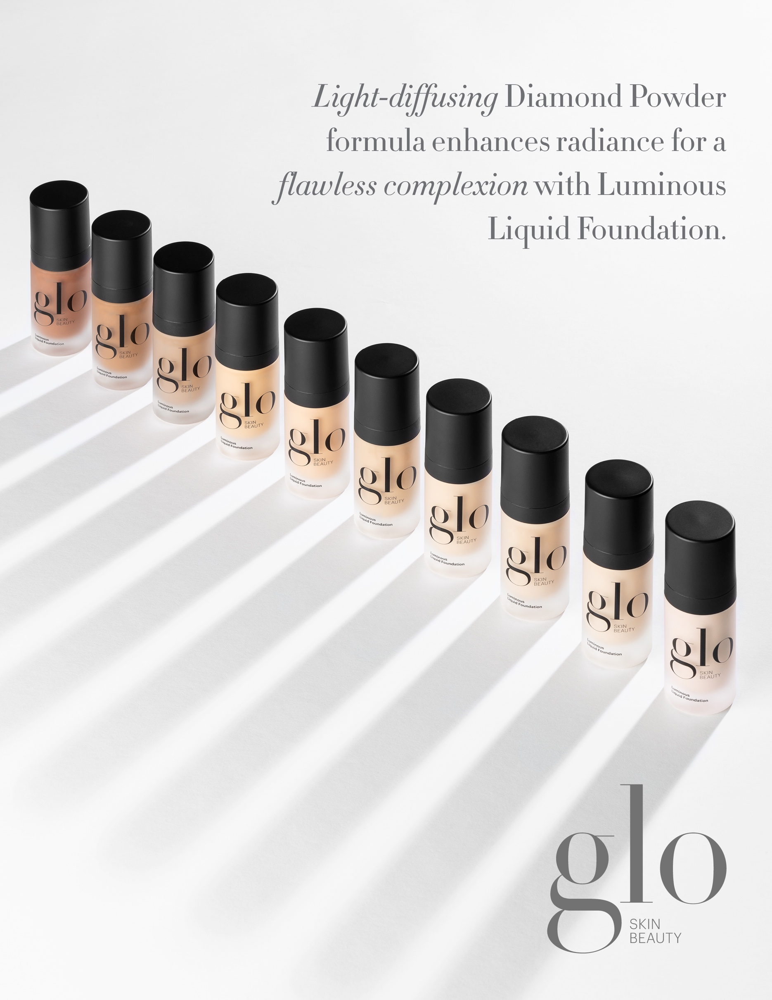 Light-diffusing Diamond Powder
formula enhances radiance for a
flawless complexion with Luminous
Liquid Foundation.
glo
SKIN
BEAUTY
Luminous
Liquid Foundation
glo
SKIN
BEAUTY
Luminous
Liquid Foundation
glo
SKIN
BEAUTY
Luminous
Liquid Foundation
glo
SKIN
BEAUTY
Luminous
Liquid Foundation
glo
SKIN
BEAUTY
Luminous
Liquid Foundation
glo
SKIN
BEAUTY
Luminous
Liquid Foundation
glo
SKIN
BEAUTY
Luminous
Liquid Foundation
glo
SKIN
BEAUTY
Luminous
Liquid Foundation
glo
SKIN
BEAUTY
Luminous
Liquid Foundation
glo
SKIN
BEAUTY
Luminous
Liquid Foundation
glo
SKIN
BEAUTY